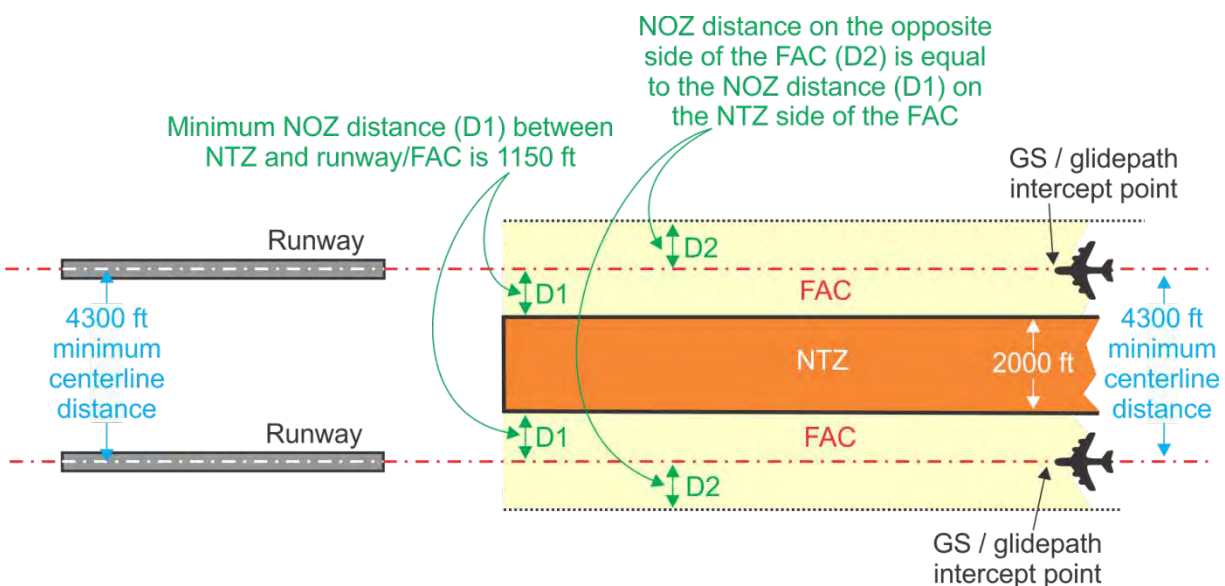 NOZ distance on the opposite
side of the FAC (D2) is equal
to the NOZ distance (D1) on
the NTZ side of the FAC
Minimum NOZ distance (D1) between
NTZ and runway/FAC is 1150 ft
GS / glidepath
intercept point
Runway
D2
4300 ft
minimum
centerline
distance
D1
FAC
NTZ
2000 ft
4300 ft
minimum
centerline
distance
Runway
D1
FAC
D2
GS / glidepath
intercept point